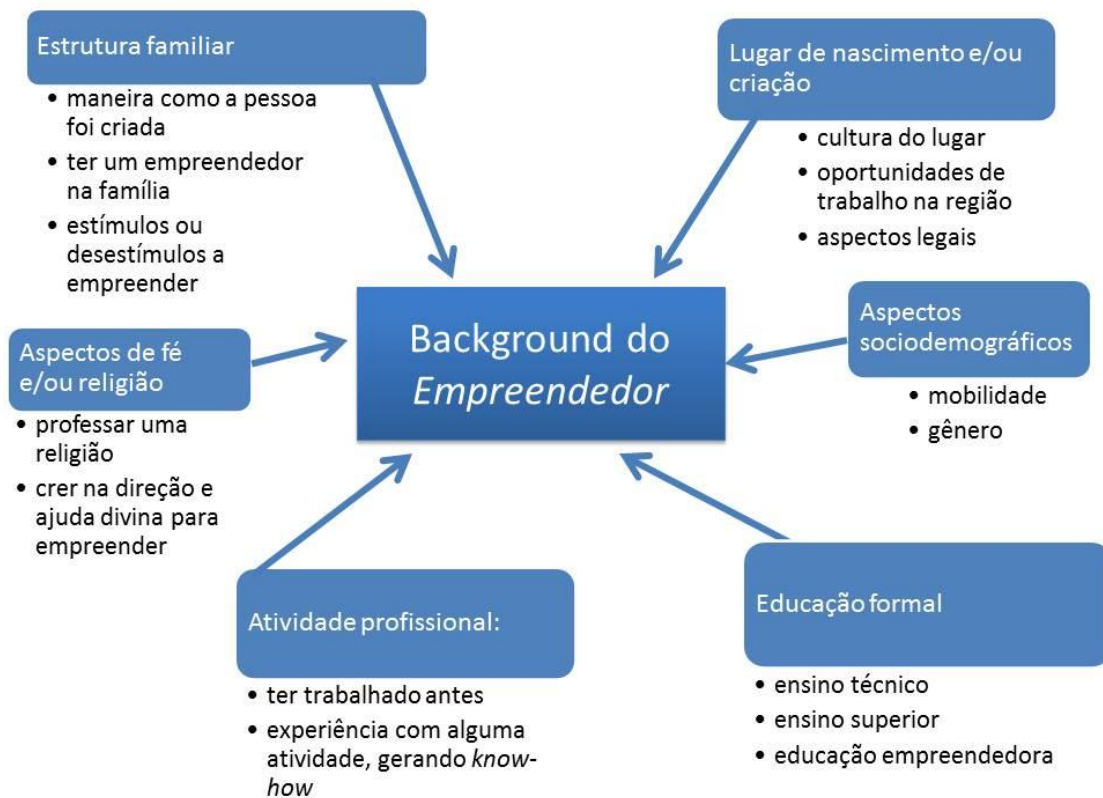 Estrutura familiar
• maneira como a pessoa
foi criada
• ter um empreendedor
na família
• estímulos ou
desestímulos a
empreender
Lugar de nascimento e/ou
criação
• cultura do lugar
• oportunidades de
trabalho na região
• aspectos legais
Background do
Empreendedor
Aspectos de fé
e/ou religião
• professar uma
religião
• crer na direção e
ajuda divina para
empreender
Aspectos
sociodemográficos
• mobilidade
• gênero
Atividade profissional:
• ter trabalhado antes
• experiência com alguma
atividade, gerando know-
how
Educação formal
• ensino técnico
• ensino superior
• educação empreendedora